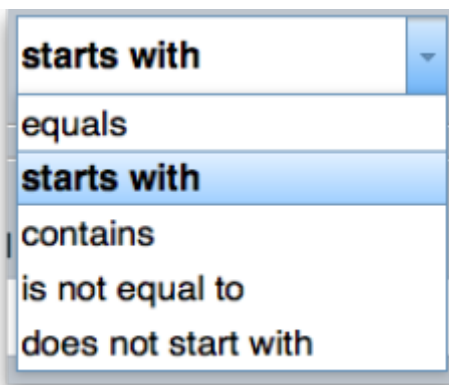 starts with
equals
starts with
contains
is not equal to
does not start with